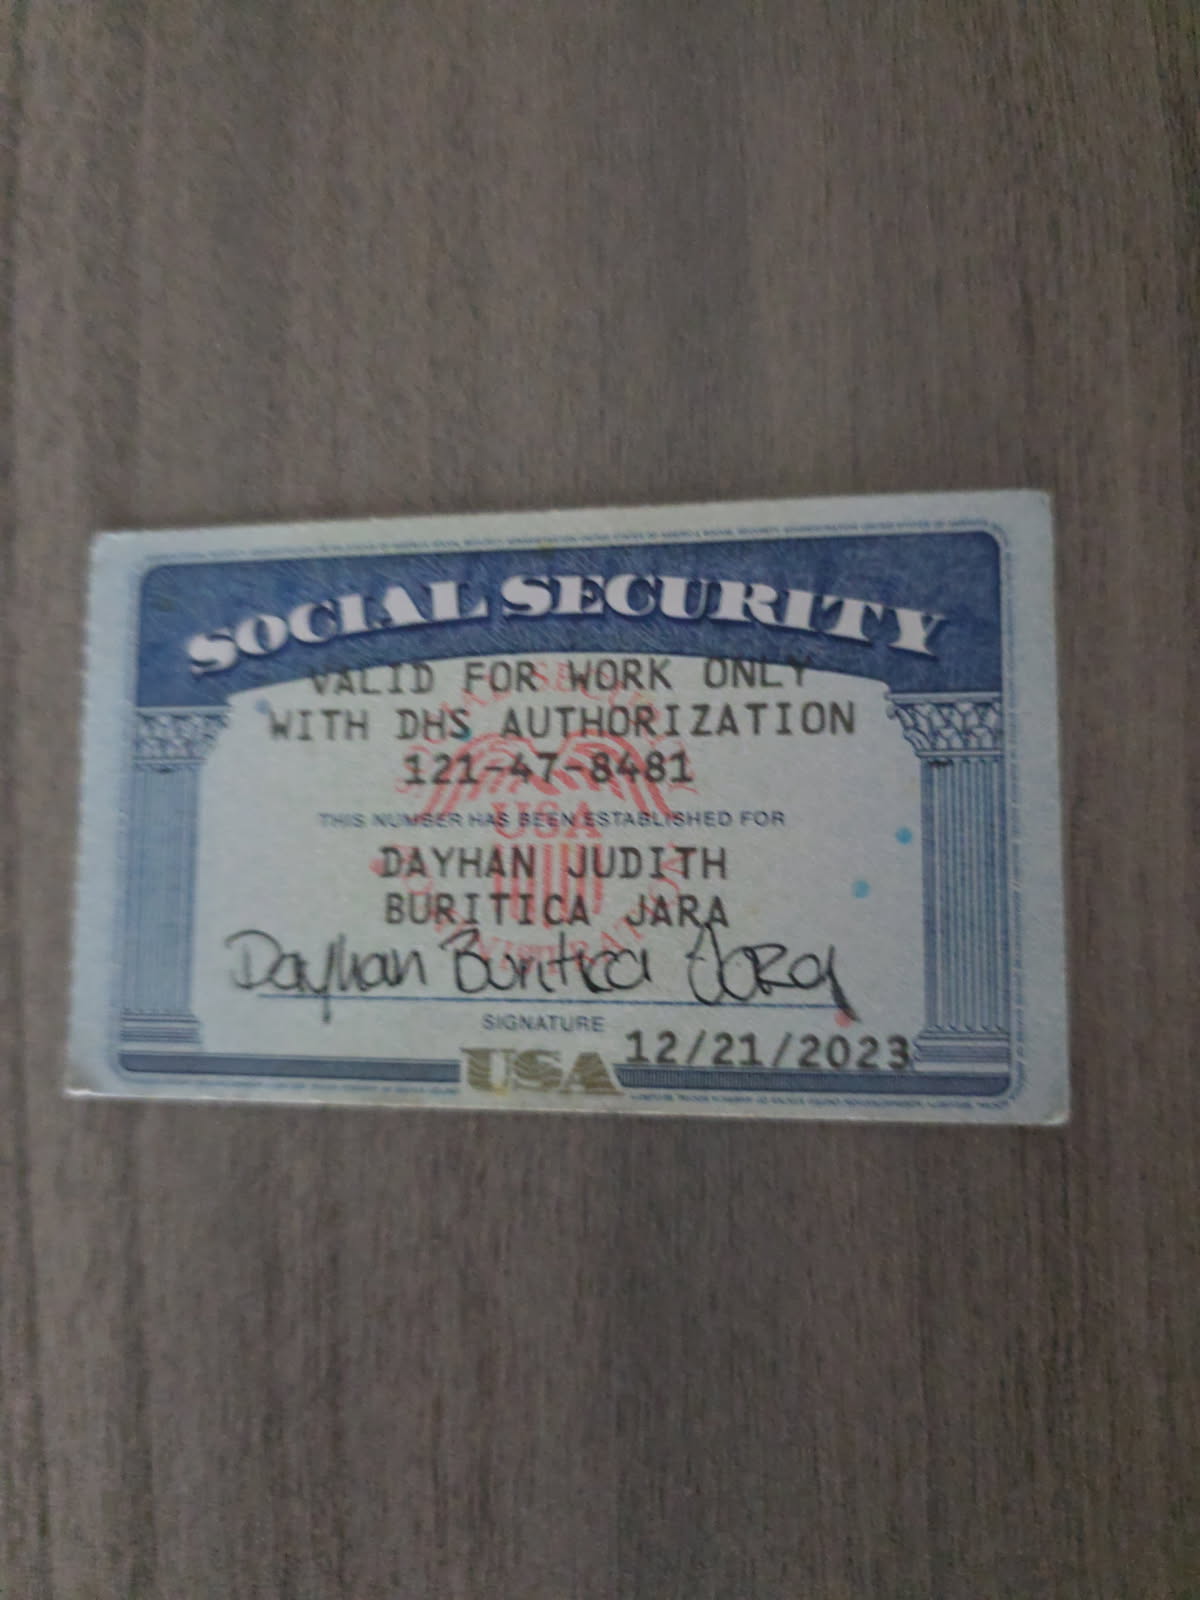 SOCIAL SECURITY
VALID FOR WORK ONLY
WITH DHS AUTHORIZATION
121-47-8481
USA
THIS NUMBER HAS BEEN ESTABLISHED FOR
DAYHAN JUDITH
BURITICA JARA
Dayhan Buritica Jara
SIGNATURE
USA 12/21/2023